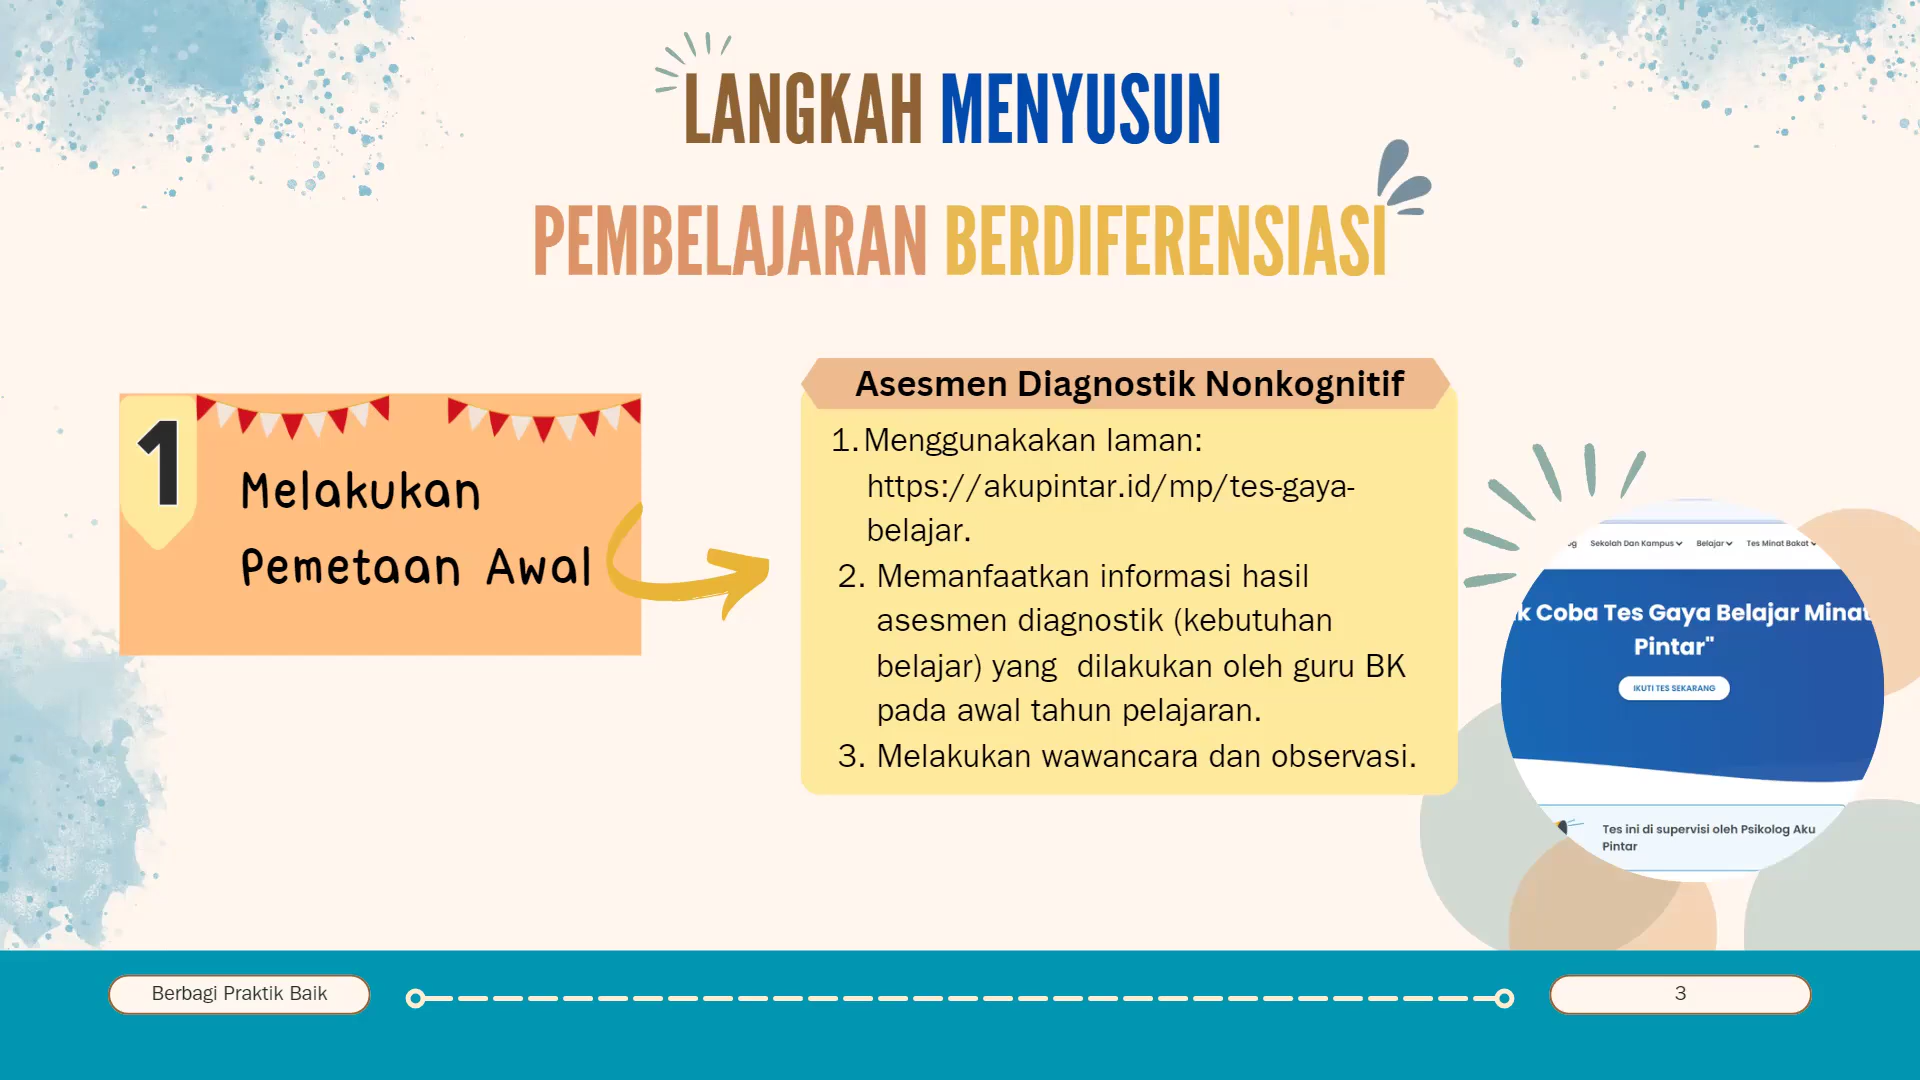 LANGKAH MENYUSUN
PEMBELAJARAN BERDIFERENSIASI
1
Melakukan
Pemetaan Awal
Asesmen Diagnostik Nonkognitif
1. Menggunakakan laman:
https://akupintar.id/mp/tes-gaya-
belajar.
2. Memanfaatkan informasi hasil
asesmen diagnostik (kebutuhan
belajar) yang dilakukan oleh guru BK
pada awal tahun pelajaran.
3. Melakukan wawancara dan observasi.
Sekolah Dan Kampus Belajar Tes Minat Bakat
Coba Tes Gaya Belajar Minat
Pintar"
IKUTI TES SEKARANG
Tes ini di supervisi oleh Psikolog Aku
Pintar
Berbagi Praktik Baik
3